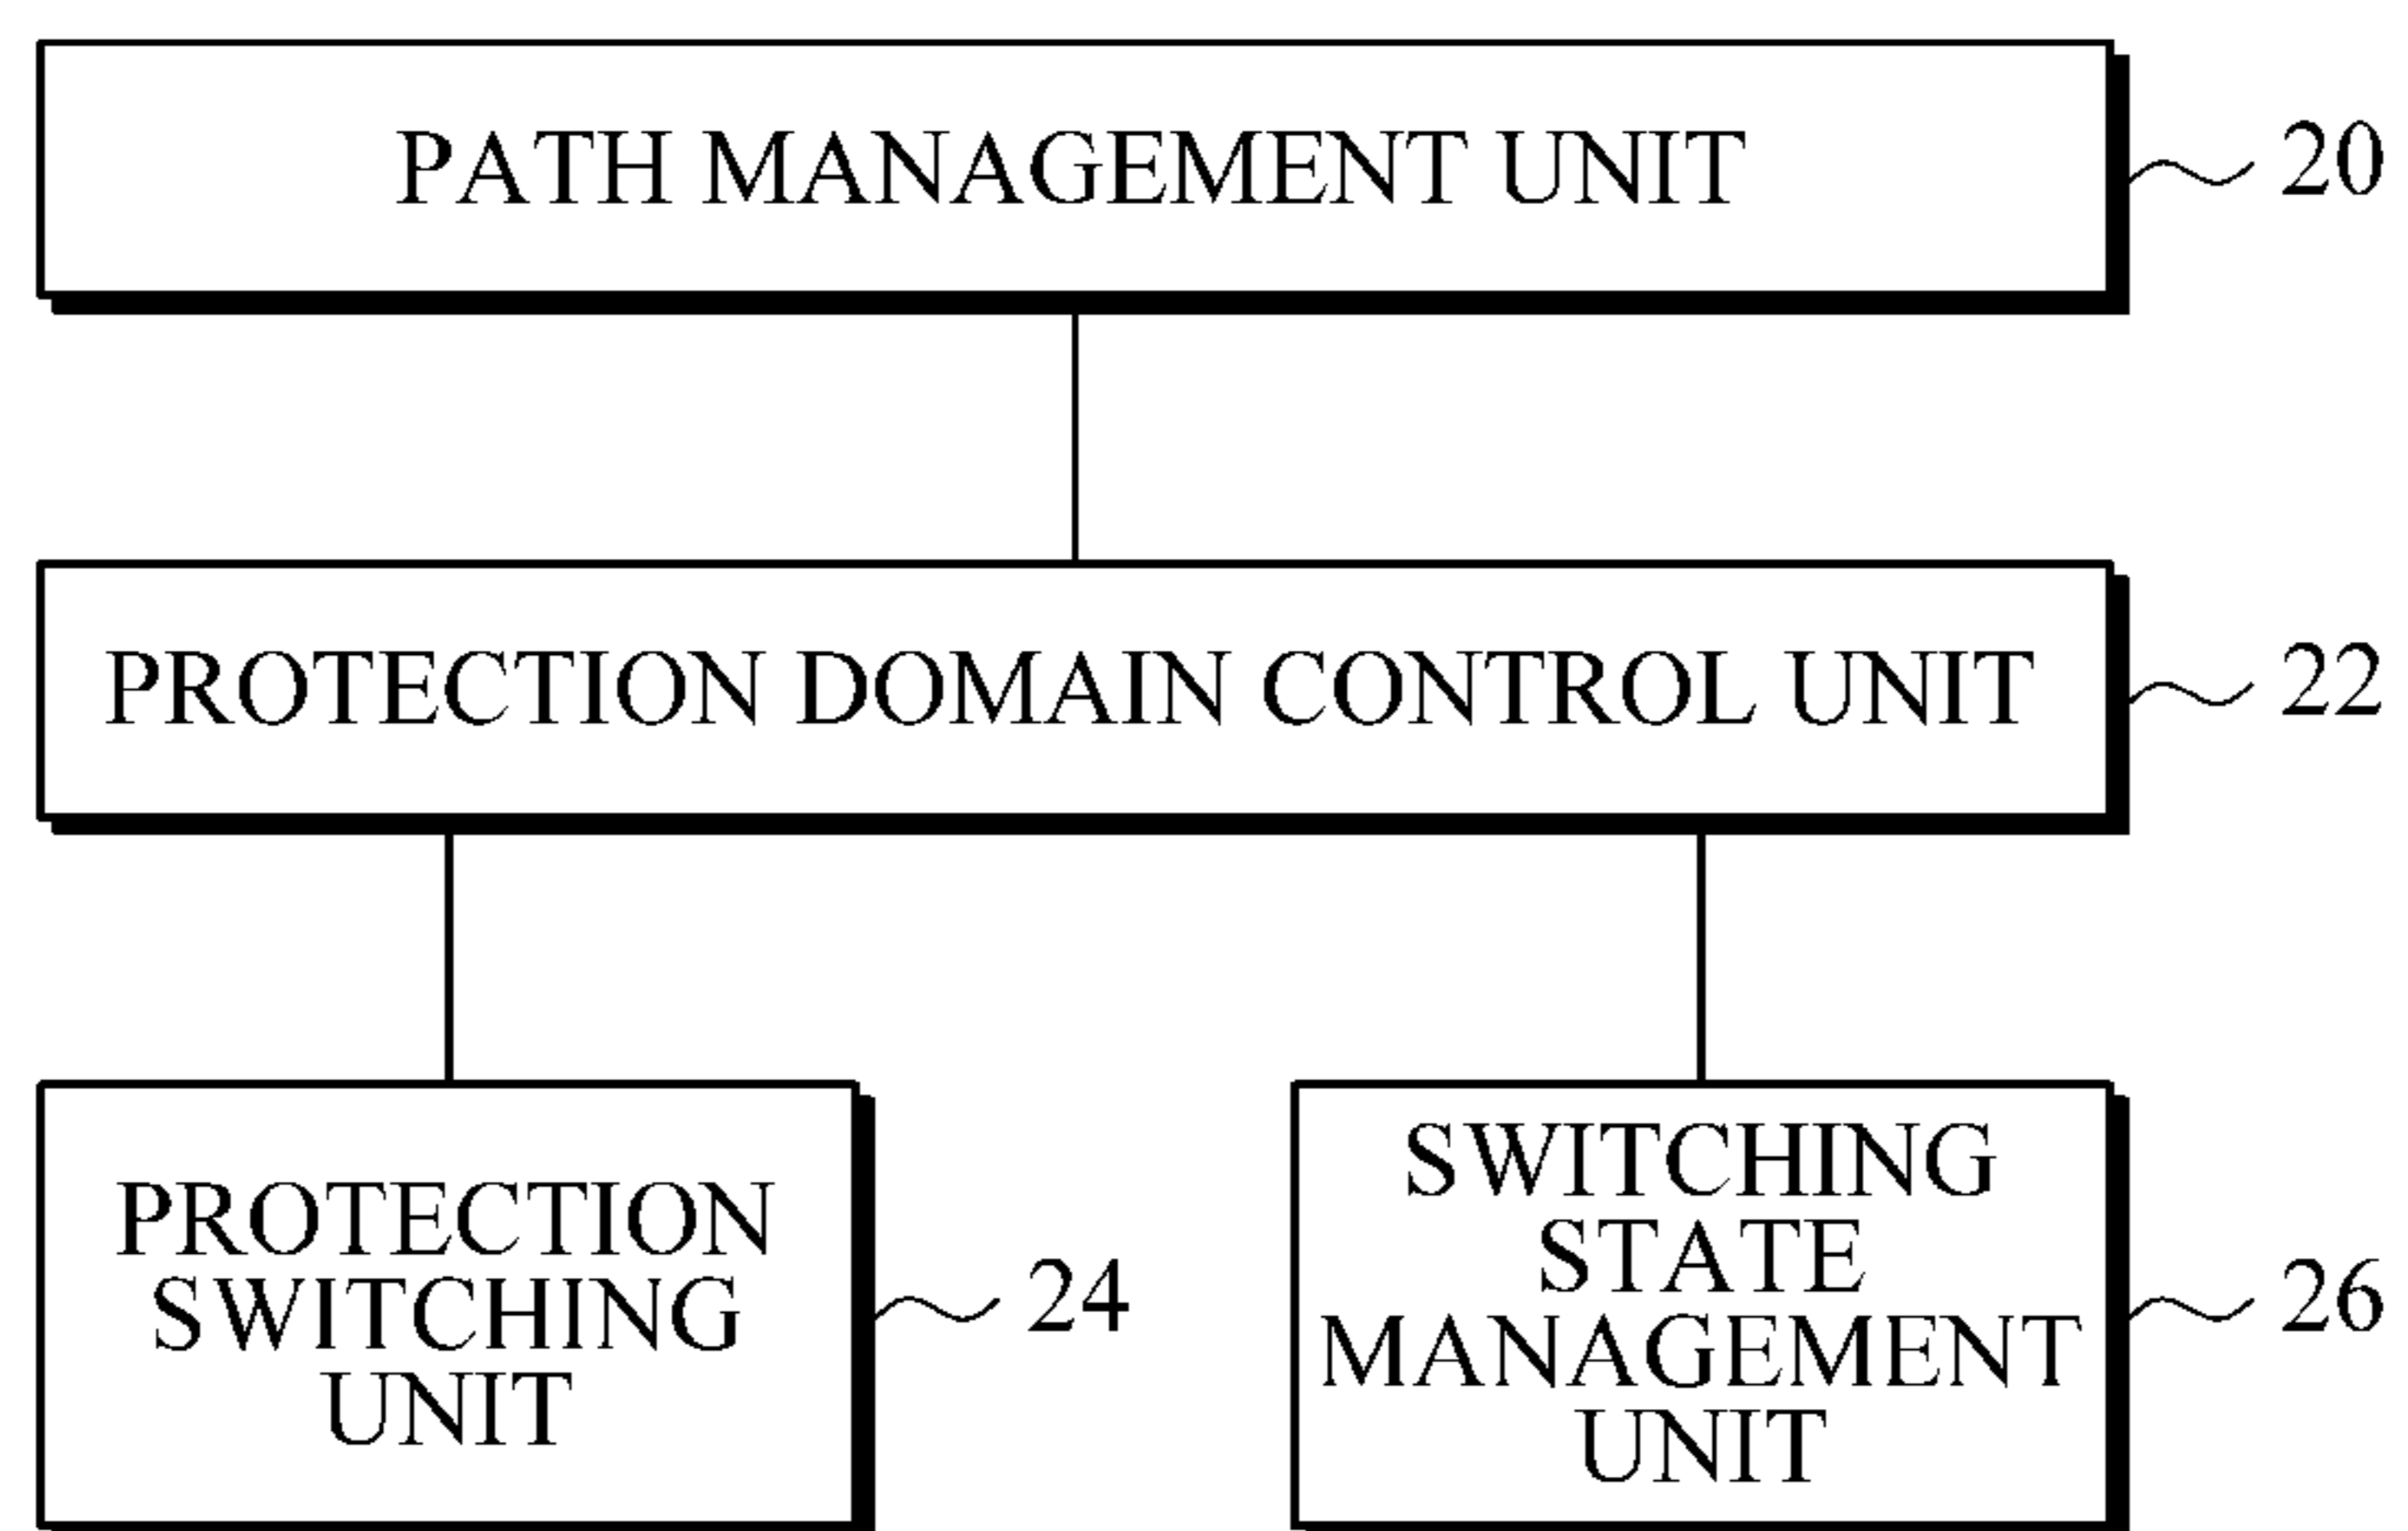 PATH MANAGEMENT UNIT
20
PROTECTION DOMAIN CONTROL UNIT
22
PROTECTION
SWITCHING
UNIT
24
SWITCHING
STATE
MANAGEMENT
UNIT
26